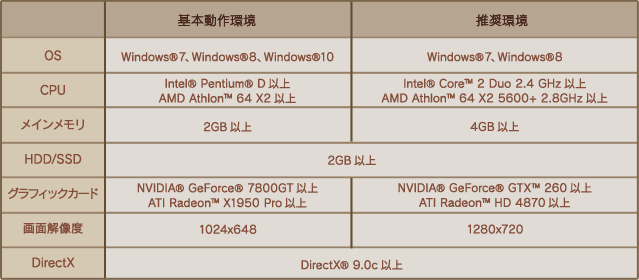 基本動作環境 推奨環境
OS Windows®7、Windows®8、Windows®10 Windows®7、Windows®8
CPU Intel® Pentium® D 以上 Intel® Core™ 2 Duo 2.4 GHz 以上
AMD Athlon™ 64 X2 以上 AMD Athlon™ 64 X2 5600+ 2.8GHz 以上
メインメモリ 2GB 以上 4GB 以上
HDD/SSD 2GB 以上
グラフィックカード NVIDIA® GeForce® 7800GT 以上 NVIDIA® GeForce® GTX™ 260 以上
ATI Radeon™ X1950 Pro 以上 ATI Radeon™ HD 4870 以上
画面解像度 1024x648 1280x720
DirectX DirectX® 9.0c 以上